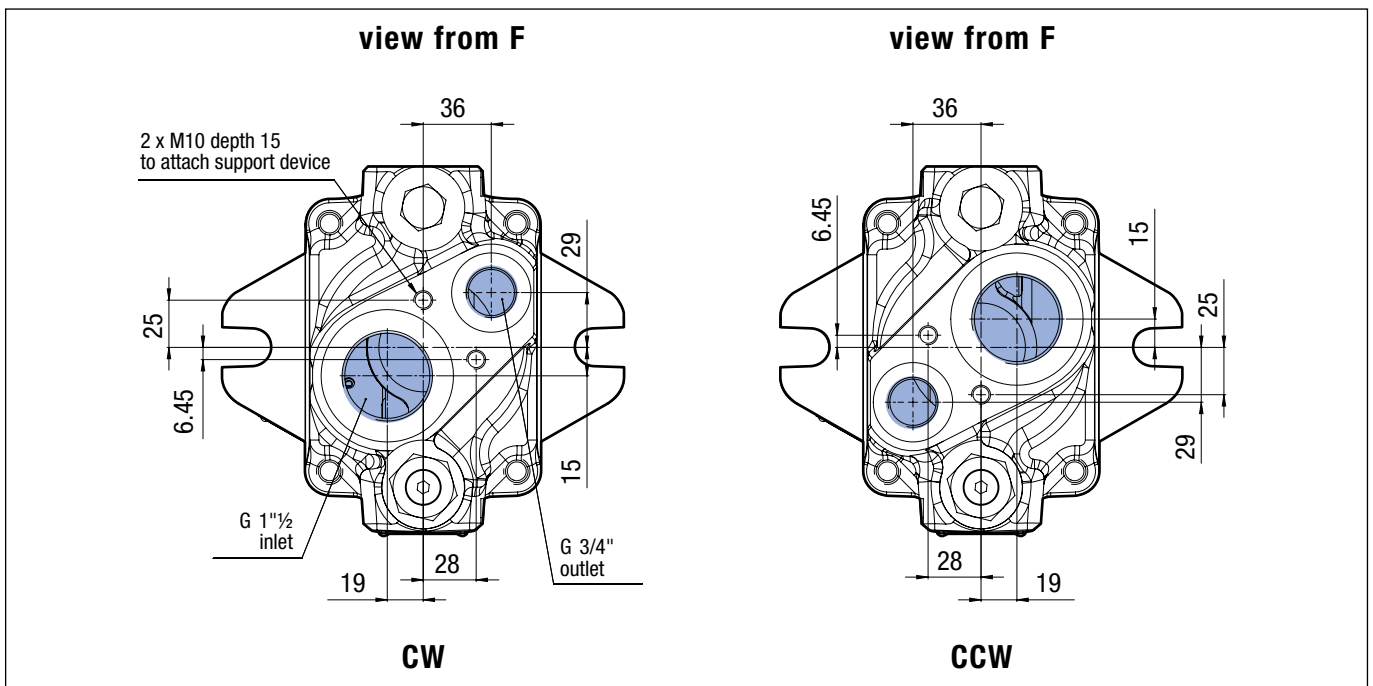 view from F
view from F
36
36
2 x M10 depth 15
to attach support device
6.45
15
29
25
25
6.45
15
29
G 1"½
inlet
G 3/4"
outlet
28
19
28
19
CW
CCW